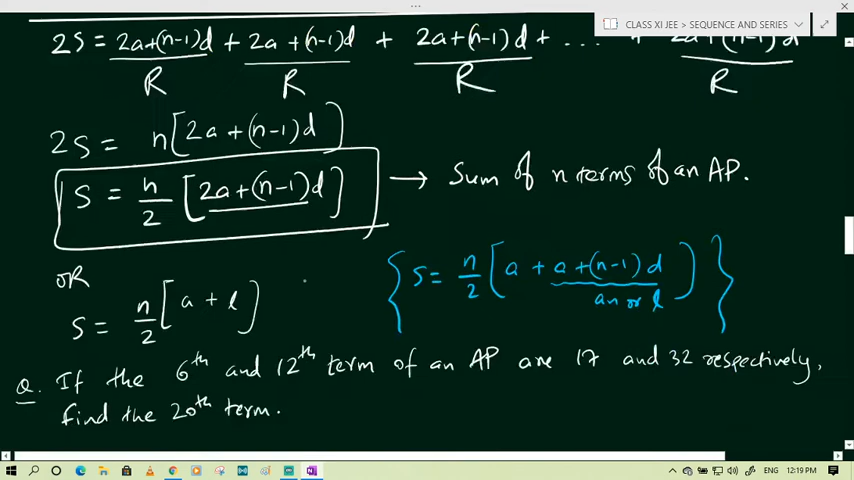 CLASS XI JEE > SEQUENCE AND SERIES
2S = 2a+(n-1)d + 2a+(n-1)d + 2a+(n-1)d + ... + 2a+(n-1)d
R R R R
2S = n[2a+(n-1)d]
S = n/2 [2a+(n-1)d] → Sum of n terms of an AP.
{ S = n/2 [a + a+(n-1)d] }
an or l
OR
S = n/2 [a + l]
Q. If the 6th and 12th term of an AP are 17 and 32 respectively,
find the 20th term.
ENG 12:19 PM